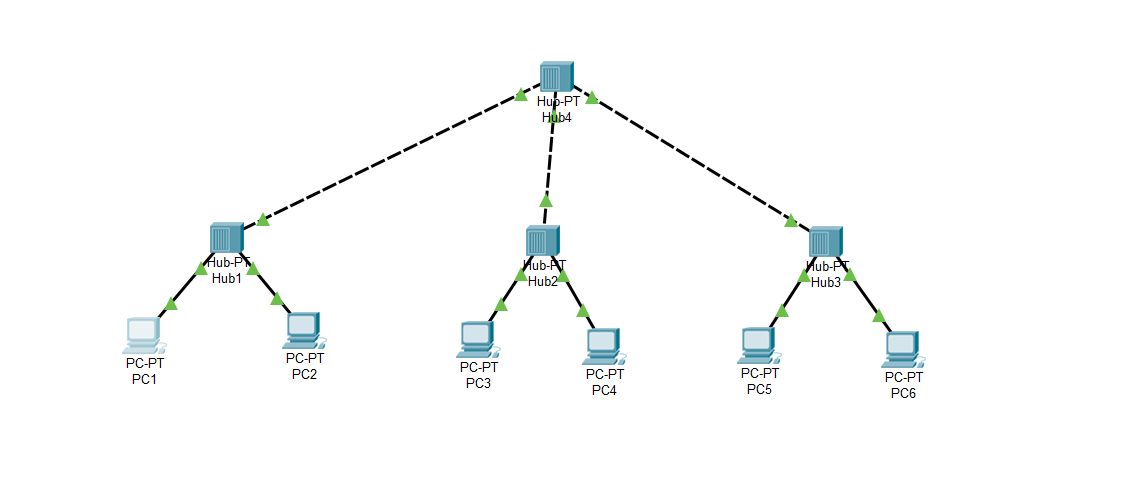 Hub-PT
Hub4
Hub-PT
Hub1
Hub-PT
Hub2
Hub-PT
Hub3
PC-PT
PC1
PC-PT
PC2
PC-PT
PC3
PC-PT
PC4
PC-PT
PC5
PC-PT
PC6